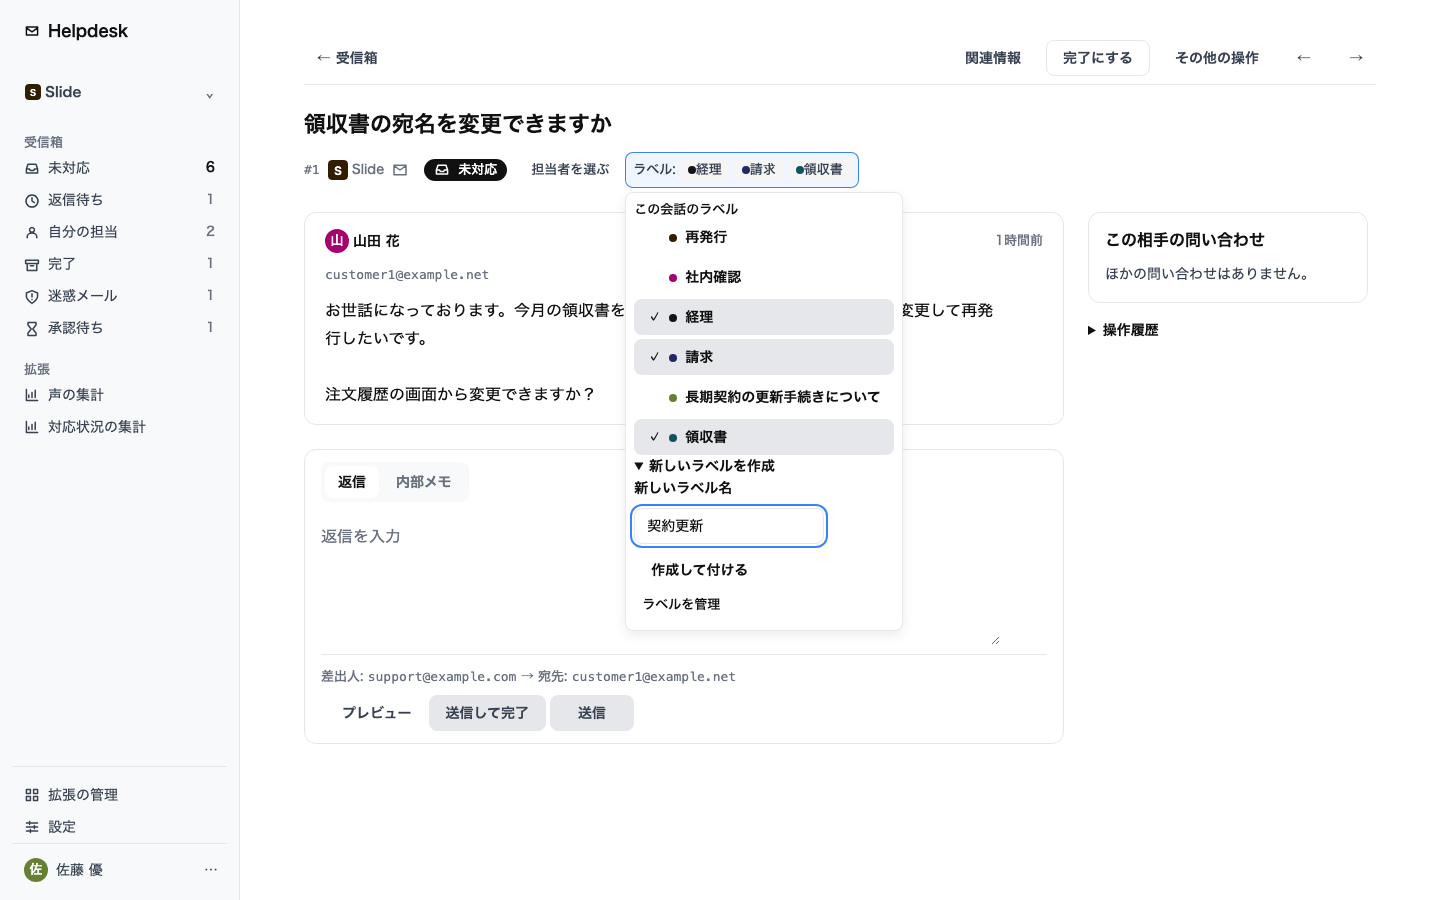 Helpdesk
S Slide
受信箱
未対応 6
返信待ち 1
自分の担当 2
完了 1
迷惑メール 1
承認待ち 1
拡張
声の集計
対応状況の集計
拡張の管理
設定
佐 佐藤 優 …
← 受信箱
関連情報 完了にする その他の操作 ← →
領収書の宛名を変更できますか
#1 S Slide 未対応 担当者を選ぶ ラベル: 経理 請求 領収書
山 山田 花 1時間前
customer1@example.net
お世話になっております。今月の領収書を 変更して再発
行したいです。
注文履歴の画面から変更できますか？
この会話のラベル
再発行
社内確認
✓ 経理
✓ 請求
長期契約の更新手続きについて
✓ 領収書
▼ 新しいラベルを作成
新しいラベル名
契約更新
作成して付ける
ラベルを管理
返信 内部メモ
返信を入力
差出人: support@example.com → 宛先: customer1@example.net
プレビュー 送信して完了 送信
この相手の問い合わせ
ほかの問い合わせはありません。
▶ 操作履歴